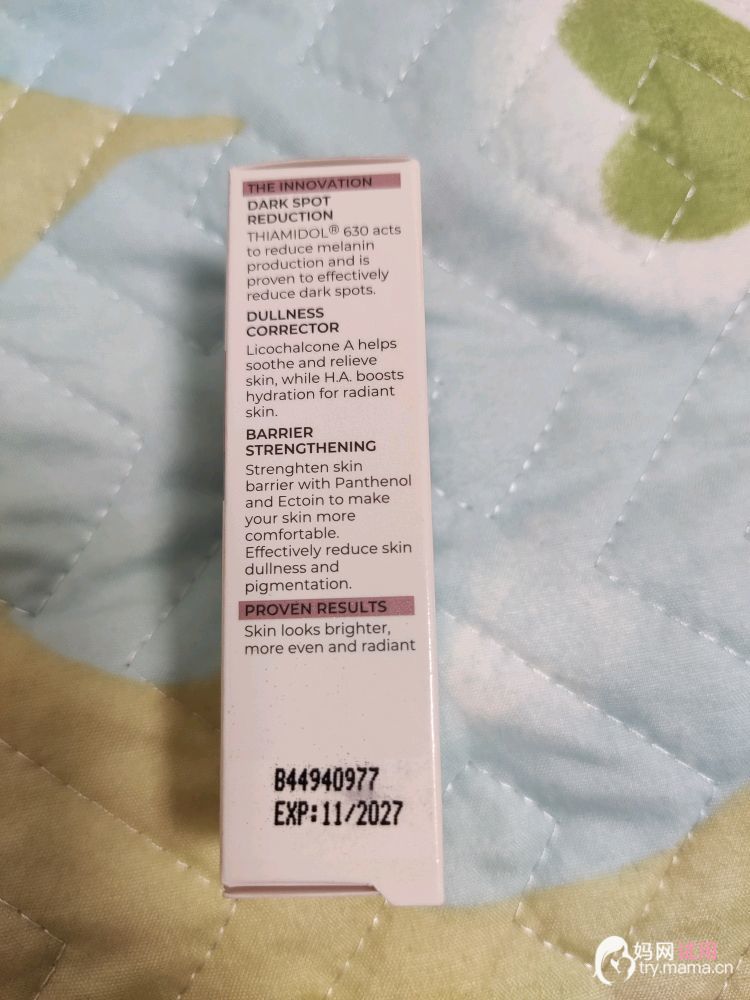 THE INNOVATION
DARK SPOT
REDUCTION
THIAMIDOL® 630 acts
to reduce melanin
production and is
proven to effectively
reduce dark spots.
DULLNESS
CORRECTOR
Licochalcone A helps
soothe and relieve
skin, while H.A. boosts
hydration for radiant
skin.
BARRIER
STRENGTHENING
Strenghten skin
barrier with Panthenol
and Ectoin to make
your skin more
comfortable.
Effectively reduce skin
dullness and
pigmentation.
PROVEN RESULTS
Skin looks brighter,
more even and radiant
B44940977
EXP:11/2027
妈网试用
try.mama.cn